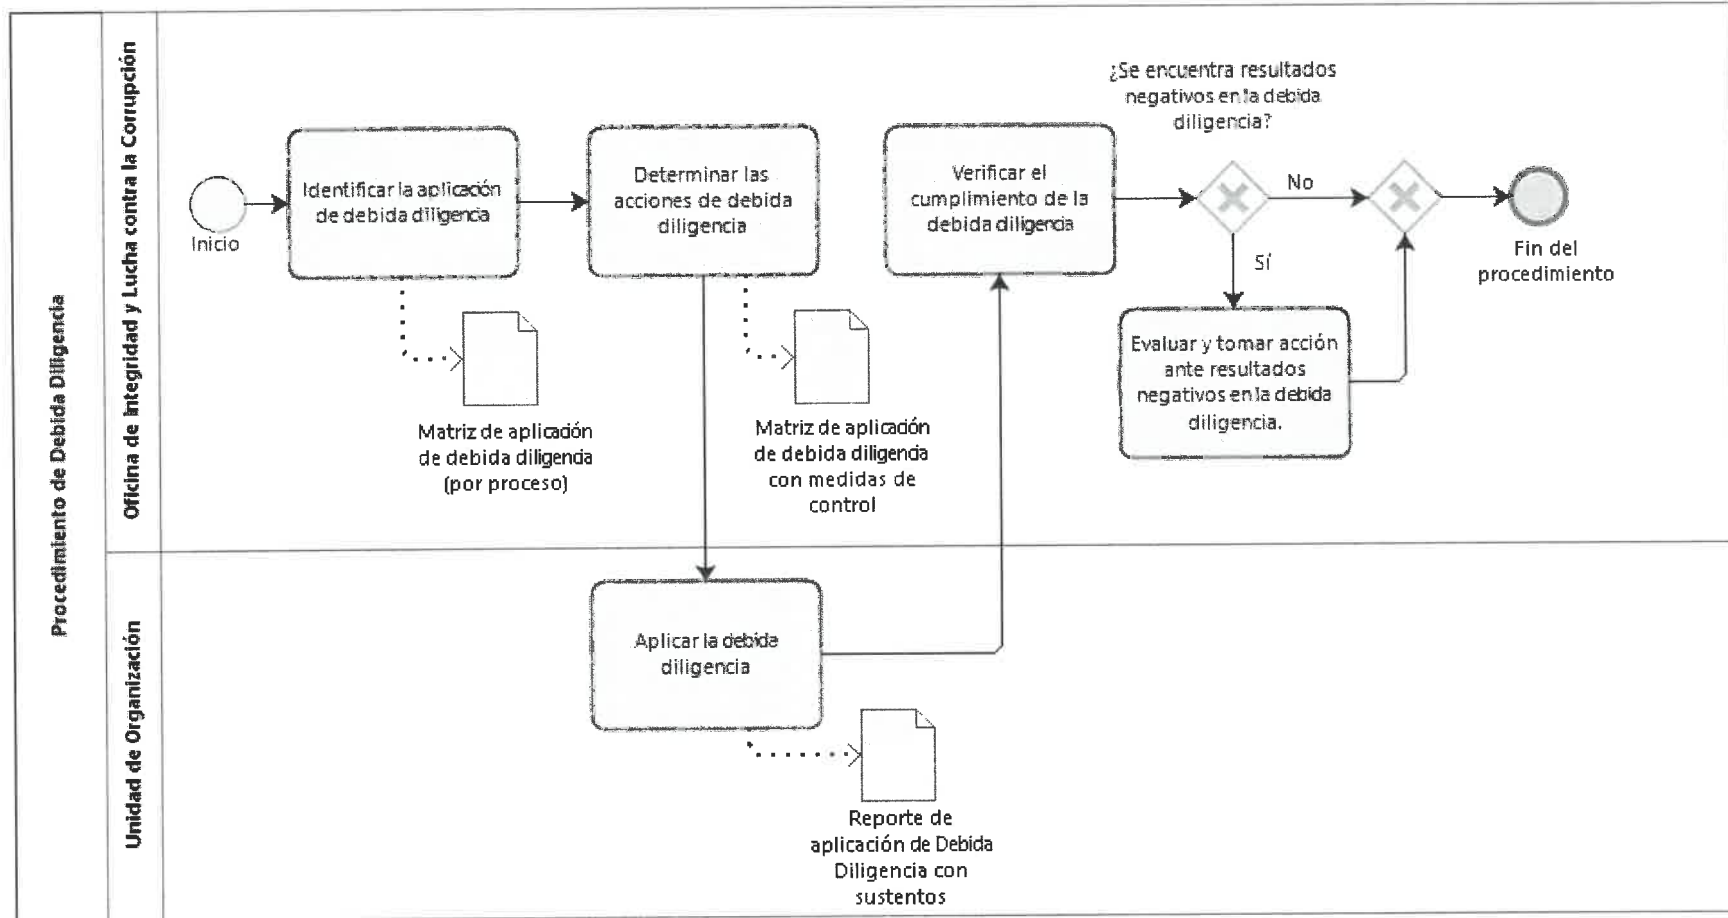 Procedimiento de Debida Diligencia
Oficina de Integridad y Lucha contra la Corrupción
Inicio
Identificar la aplicación
de debida diligencia
Matriz de aplicación
de debida diligencia
(por proceso)
Determinar las
acciones de debida
diligencia
Matriz de aplicación
de debida diligencia
con medidas de
control
Verificar el
cumplimiento de la
debida diligencia
¿Se encuentra resultados
negativos en la debida
diligencia?
No
Sí
Evaluar y tomar acción
ante resultados
negativos en la debida
diligencia.
Fin del
procedimiento
Unidad de Organización
Aplicar la debida
diligencia
Reporte de
aplicación de Debida
Diligencia con
sustentos